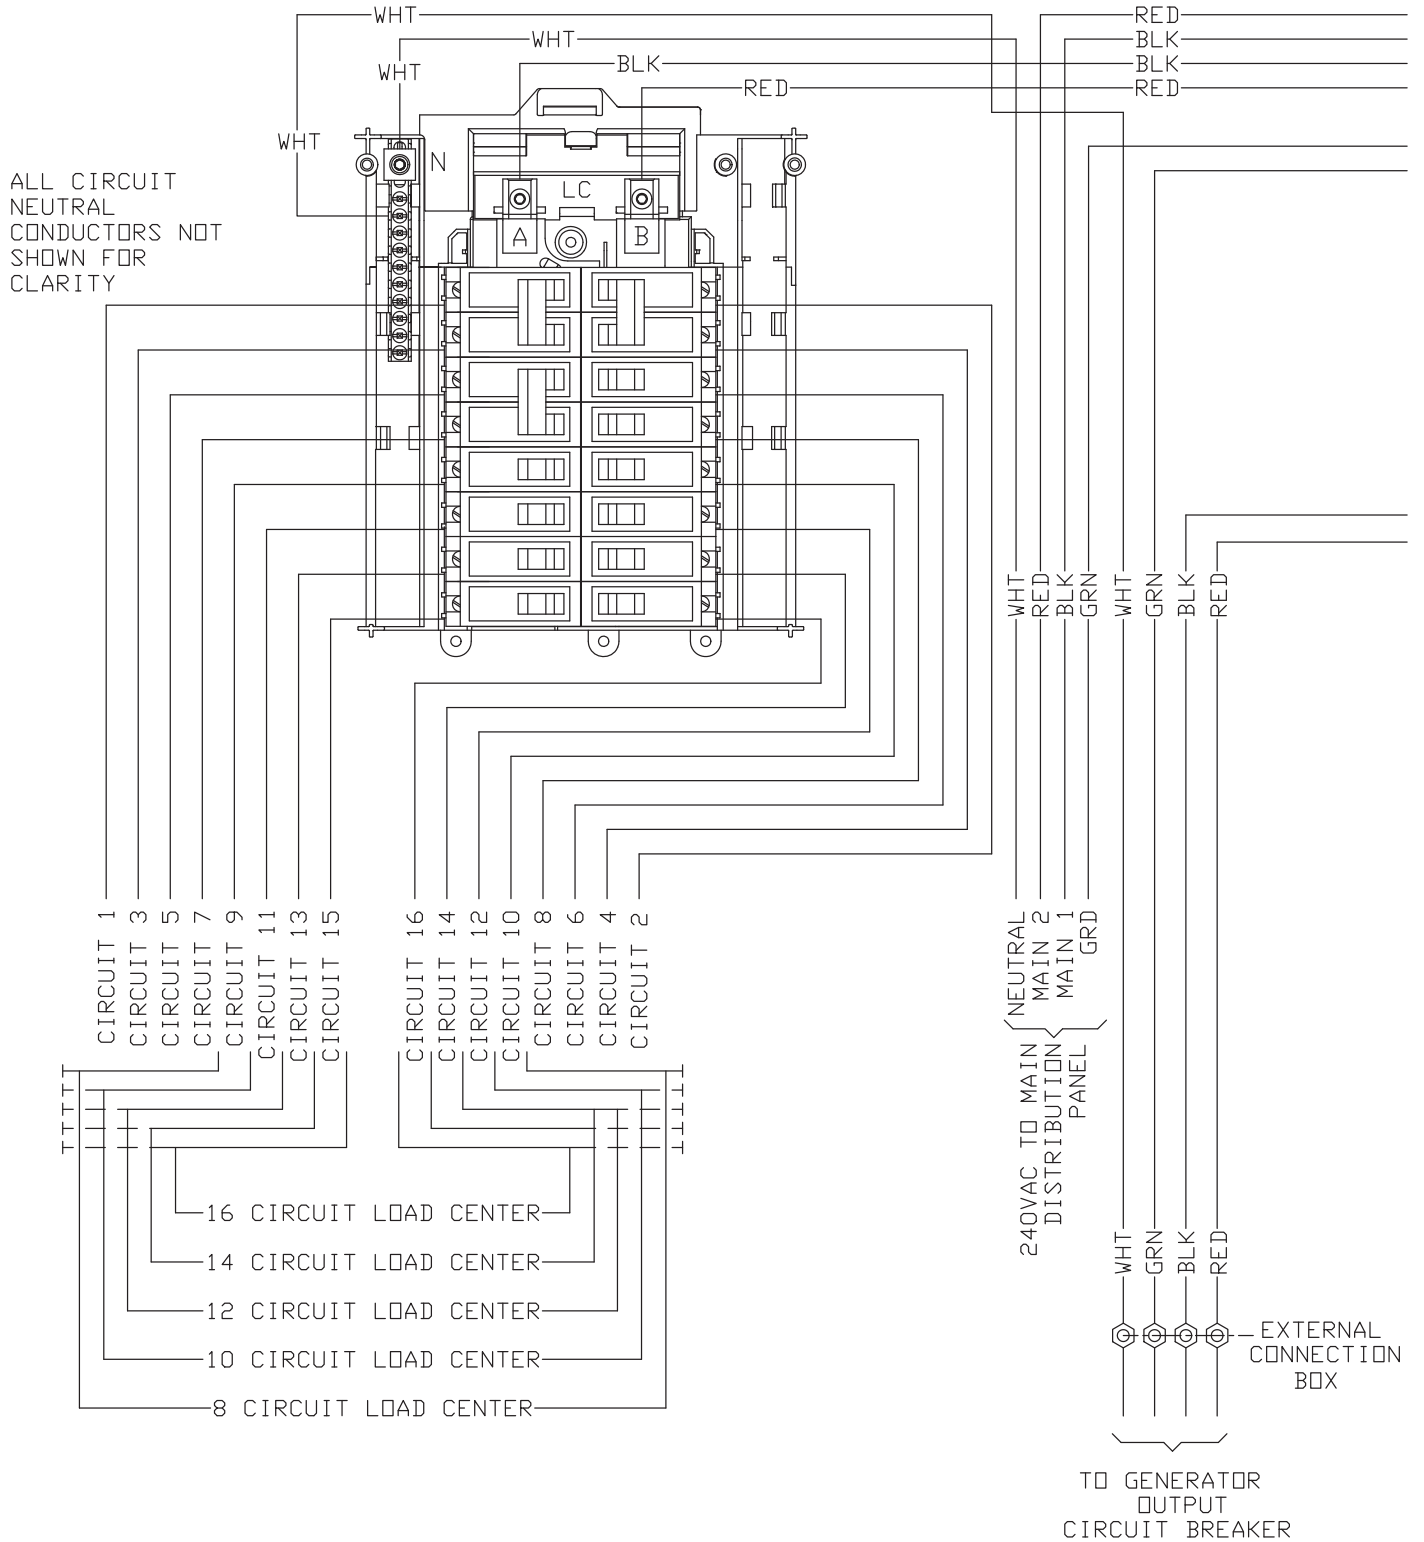 WHT
RED
WHT
BLK
WHT
BLK
BLK
RED
RED
WHT
N
ALL CIRCUIT
NEUTRAL
CONDUCTORS NOT
SHOWN FOR
CLARITY
LC
A
B
WHT
RED
BLK
GRN
WHT
GRN
BLK
RED
CIRCUIT 1
CIRCUIT 3
CIRCUIT 5
CIRCUIT 7
CIRCUIT 9
CIRCUIT 11
CIRCUIT 13
CIRCUIT 15
CIRCUIT 16
CIRCUIT 14
CIRCUIT 12
CIRCUIT 10
CIRCUIT 8
CIRCUIT 6
CIRCUIT 4
CIRCUIT 2
NEUTRAL
MAIN 2
MAIN 1
GRD
240VAC TO MAIN
DISTRIBUTION
PANEL
16 CIRCUIT LOAD CENTER
14 CIRCUIT LOAD CENTER
12 CIRCUIT LOAD CENTER
10 CIRCUIT LOAD CENTER
8 CIRCUIT LOAD CENTER
WHT
GRN
BLK
RED
EXTERNAL
CONNECTION
BOX
TO GENERATOR
OUTPUT
CIRCUIT BREAKER